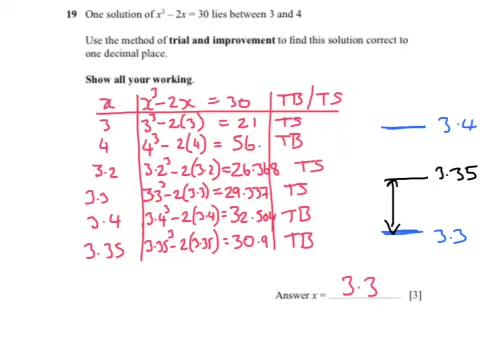 19 One solution of x³ – 2x = 30 lies between 3 and 4
Use the method of trial and improvement to find this solution correct to
one decimal place.
Show all your working.
x | x³-2x = 30 | TB/TS
3 | 3³-2(3) = 21 | TS
4 | 4³-2(4) = 56. | TB
3.2 | 3.2³-2(3.2)=26.368 | TS
3.3 | 3.3³-2(3.3)=29.337 | TS
3.4 | 3.4³-2(3.4)=32.504 | TB
3.35 | 3.35³-2(3.35)=30.9 | TB
3.4
3.35
3.3
Answer x = 3.3 [3]